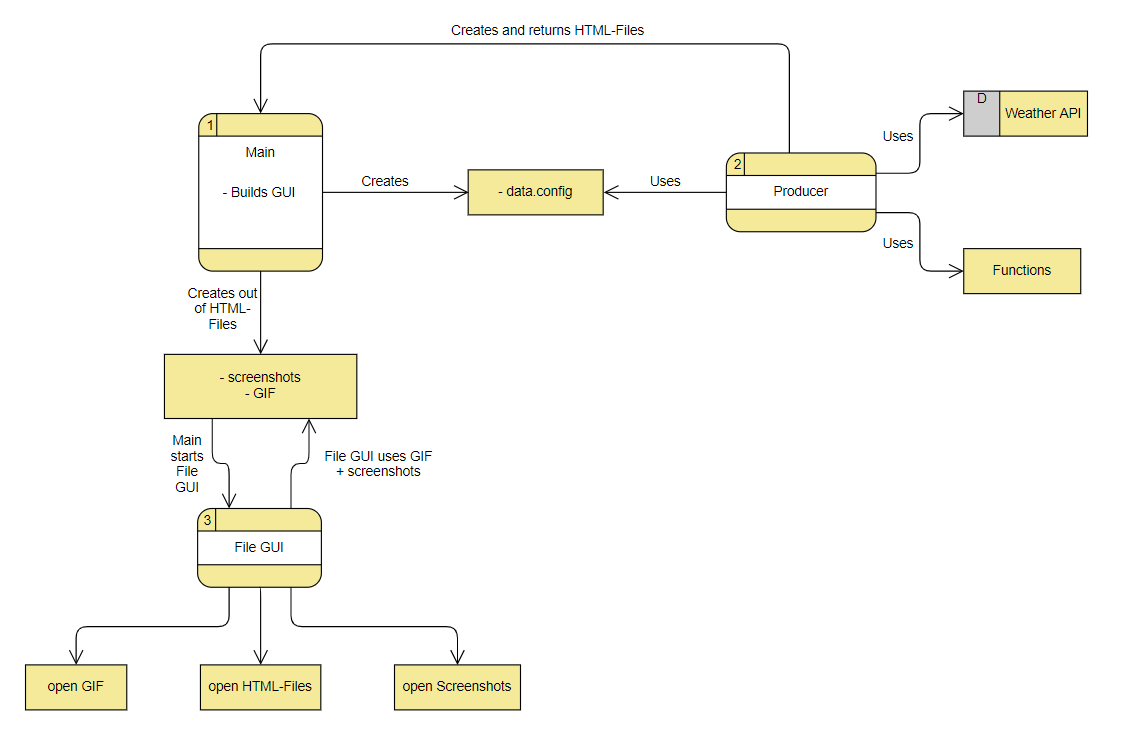 Creates and returns HTML-Files
1
Main
- Builds GUI
Creates
- data.config
Uses
2
Producer
Uses
D
Weather API
Uses
Functions
Creates out
of HTML-
Files
- screenshots
- GIF
Main
starts
File
GUI
File GUI uses GIF
+ screenshots
3
File GUI
open GIF
open HTML-Files
open Screenshots